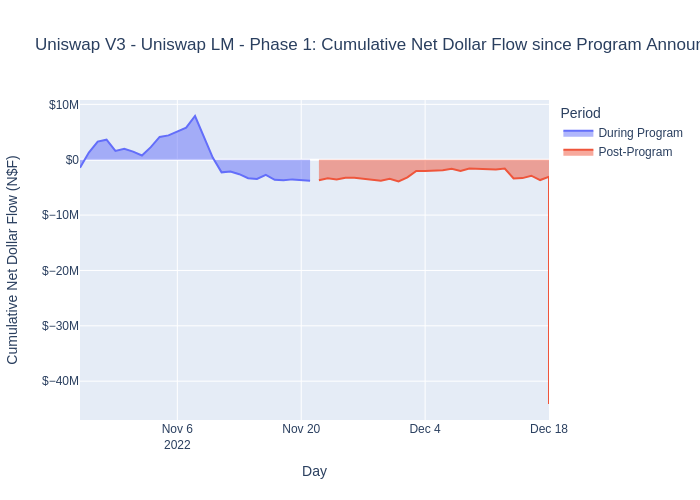 Uniswap V3 - Uniswap LM - Phase 1: Cumulative Net Dollar Flow since Program Announ
Period
During Program
Post-Program
Cumulative Net Dollar Flow (N$F)
$10M
$0
$−10M
$−20M
$−30M
$−40M
Nov 6
2022
Nov 20
Dec 4
Dec 18
Day